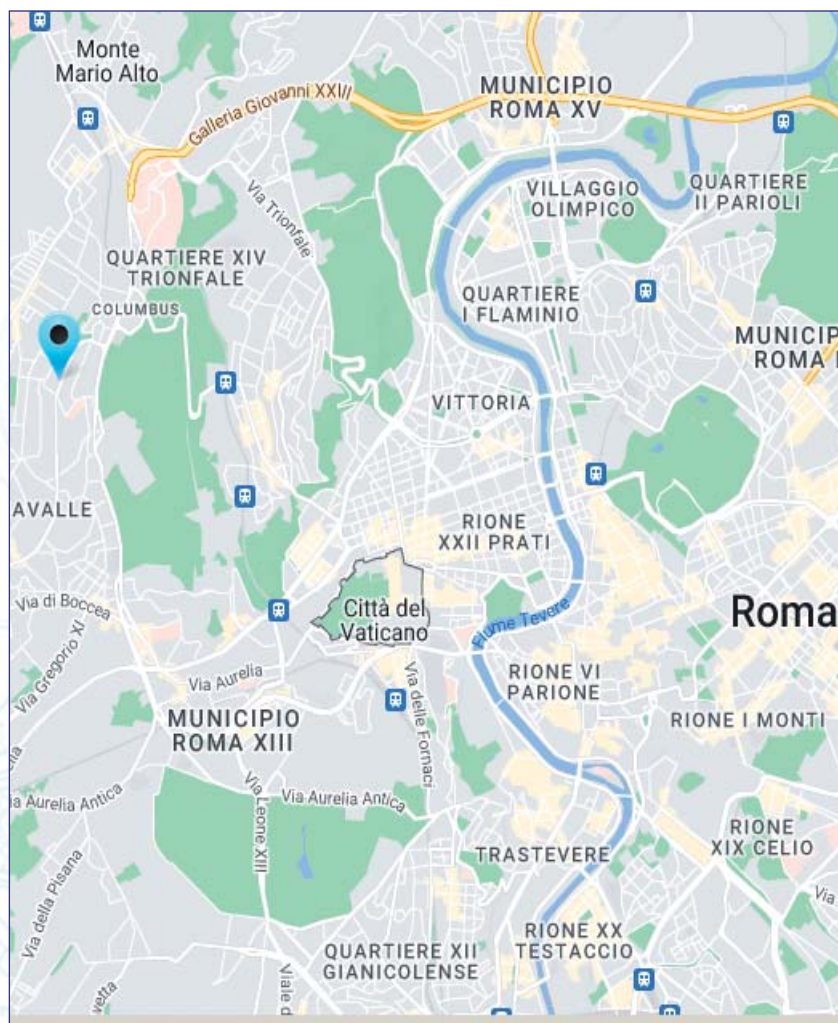 Monte
Mario Alto
Galleria Giovanni XXIII
MUNICIPIO
ROMA XV
Via Trionfale
VILLAGGIO
OLIMPICO
QUARTIERE
II PARIOLI
QUARTIERE XIV
TRIONFALE
COLUMBUS
QUARTIERE
I FLAMINIO
MUNICIP
ROMA I
VITTORIA
AVALLE
RIONE
XXII PRATI
Via di Boccea
Via Gregorio XI
Città del
Vaticano
Fiume Tevere
Roma
Via Aurelia
Via delle Fornaci
RIONE VI
PARIONE
MUNICIPIO
ROMA XIII
RIONE I MONTI
ia Aurelia Antica
Via Leone XIII
Via Aurelia Antica
RIONE
XIX CELIO
TRASTEVERE
Via della Pisana
Via
RIONE XX
TESTACCIO
QUARTIERE XII
GIANICOLENSE
Viale d
vetta